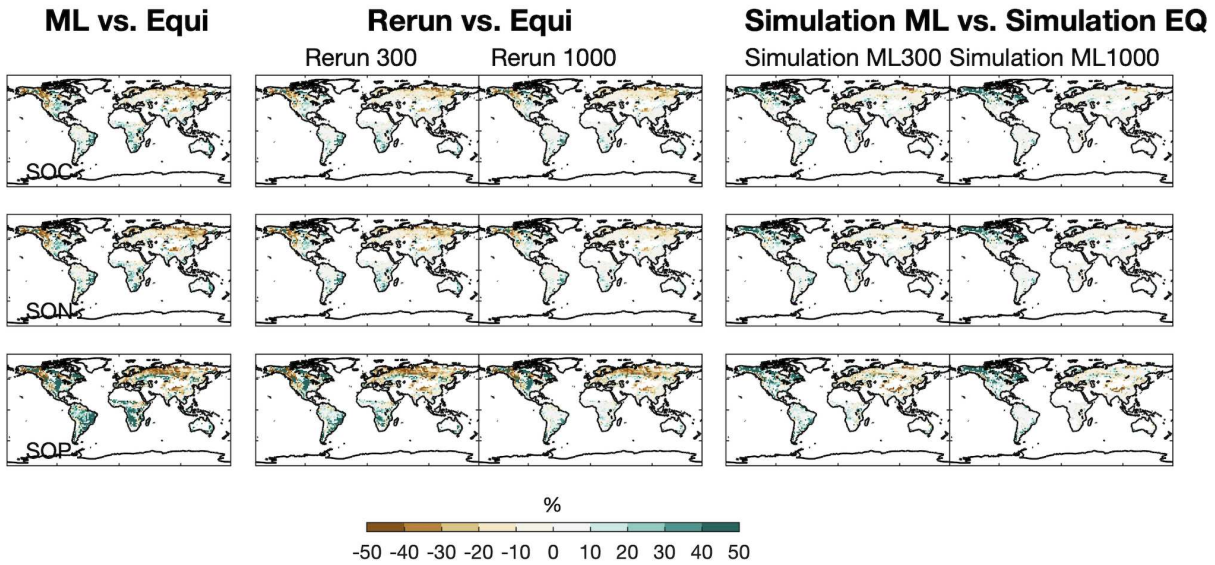 ML vs. Equi Rerun vs. Equi Simulation ML vs. Simulation EQ
Rerun 300 Rerun 1000 Simulation ML300 Simulation ML1000
SOC
SON
SOP
%
-50 -40 -30 -20 -10 0 10 20 30 40 50